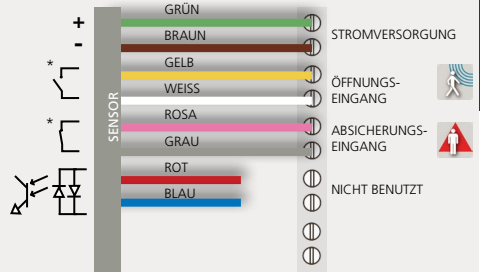 GRÜN
+
BRAUN
-
STROMVERSORGUNG
GELB
*
WEISS
ÖFFNUNGS-
EINGANG
SENSOR
ROSA
*
GRAU
ABSICHERUNGS-
EINGANG
ROT
BLAU
NICHT BENUTZT